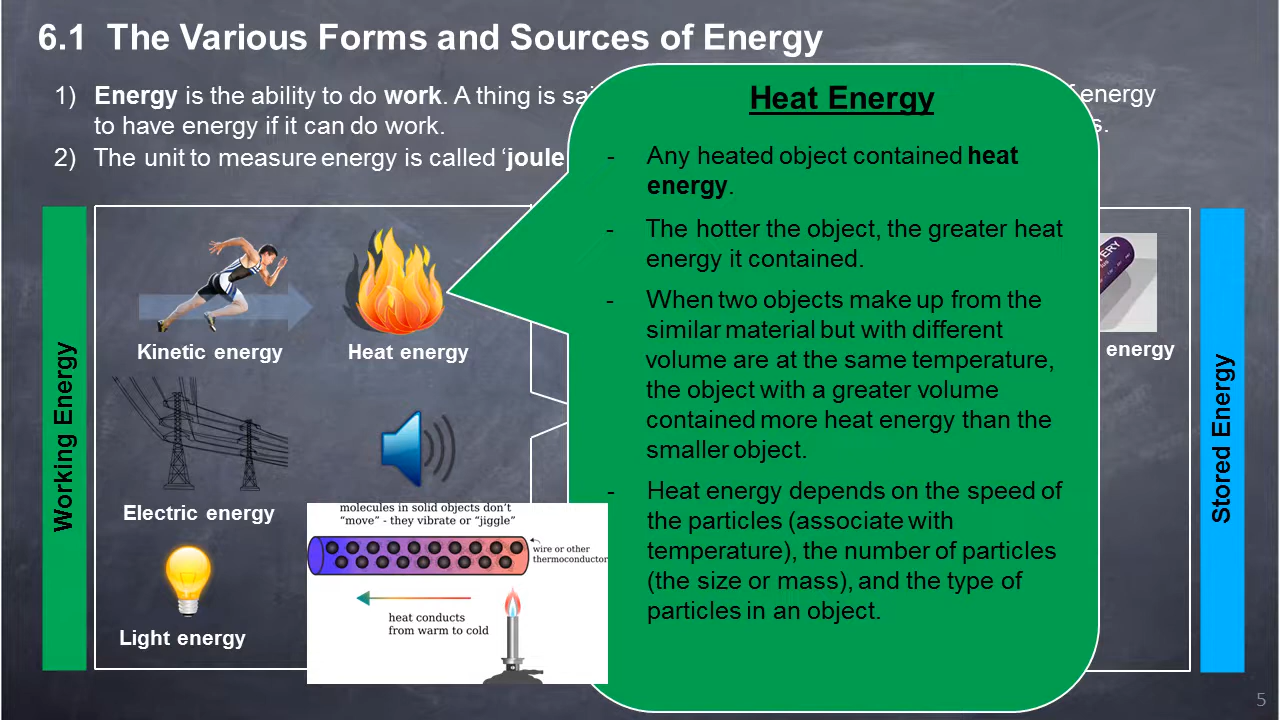 6.1 The Various Forms and Sources of Energy
1) Energy is the ability to do work. A thing is
to have energy if it can do work.
2) The unit to measure energy is called ‘joule
energy
Heat Energy
- Any heated object contained heat
energy.
- The hotter the object, the greater heat
energy it contained.
- When two objects make up from the
similar material but with different
volume are at the same temperature,
the object with a greater volume
contained more heat energy than the
smaller object.
- Heat energy depends on the speed of
the particles (associate with
temperature), the number of particles
(the size or mass), and the type of
particles in an object.
Working Energy
Kinetic energy
Heat energy
Electric energy
Light energy
molecules in solid objects don’t
“move” - they vibrate or “jiggle”
wire or other
thermoconductor
heat conducts
from warm to cold
energy
Stored Energy
5